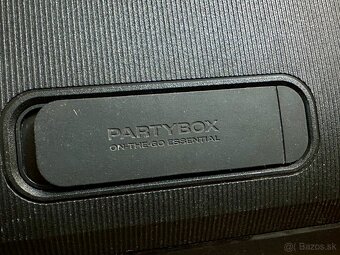 PARTYBOX
ON-THE-GO ESSENTIAL
Bazos.sk